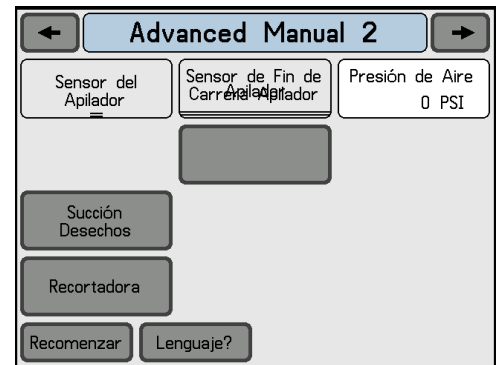 Advanced Manual 2
Sensor del
Apilador
Sensor de Fin de
Carrera Apilador
Presión de Aire
0 PSI
Succión
Desechos
Recortadora
Recomenzar
Lenguaje?